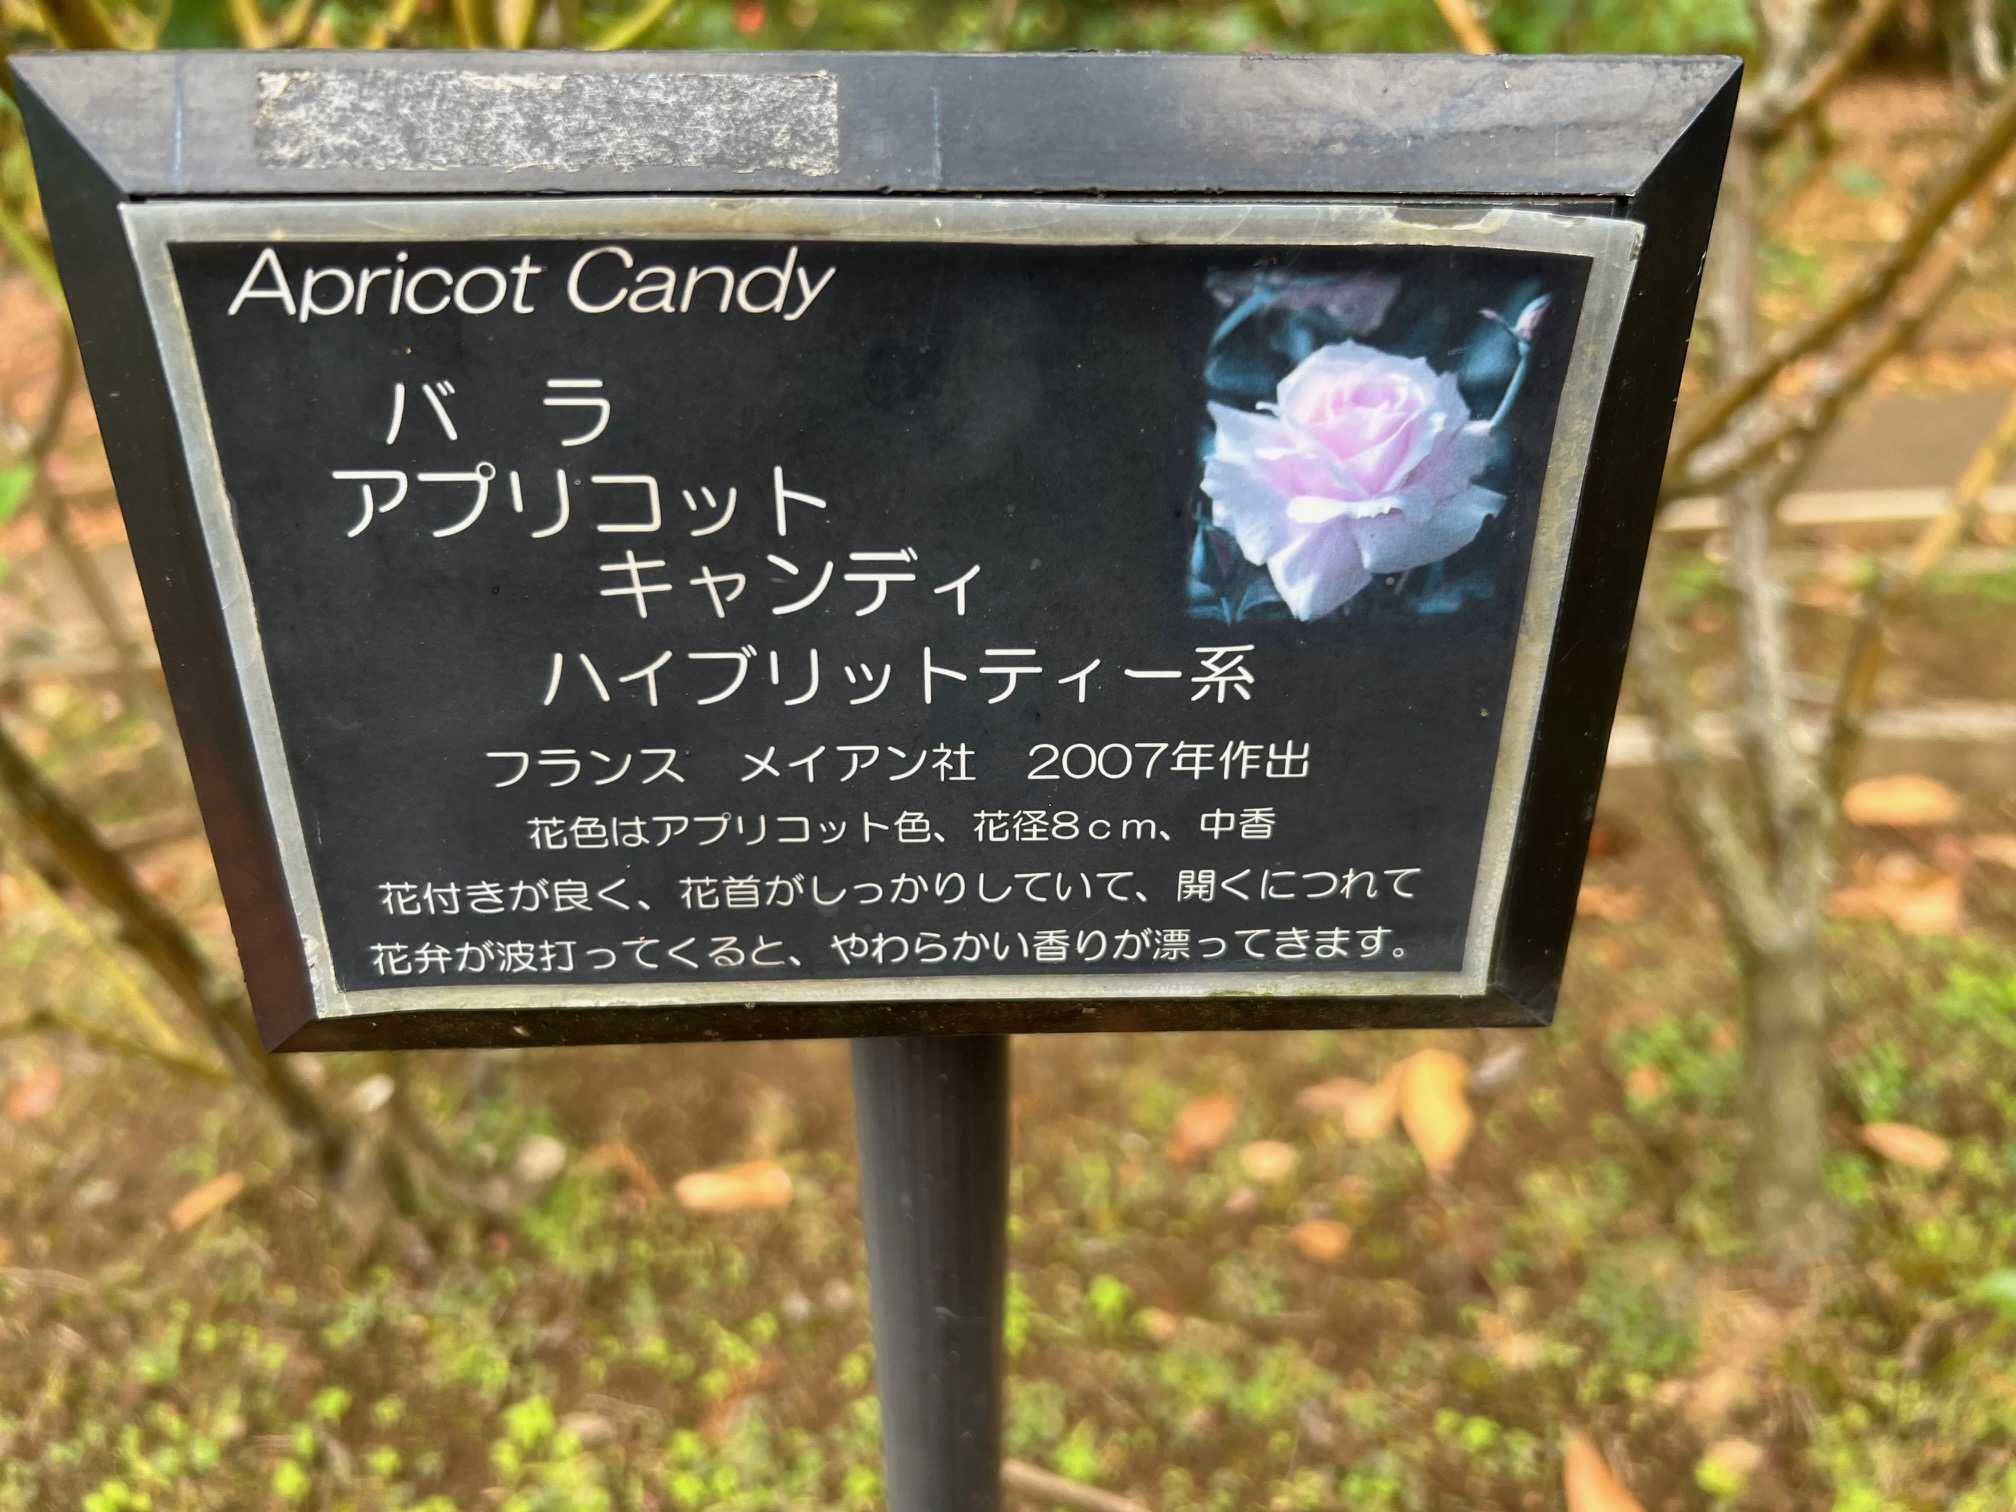 Apricot Candy
バ　ラ
アプリコット
キャンディ
ハイブリットティー系
フランス　メイアン社　2007年作出
花色はアプリコット色、花径8cm、中香
花付きが良く、花首がしっかりしていて、開くにつれて
花弁が波打ってくると、やわらかい香りが漂ってきます。